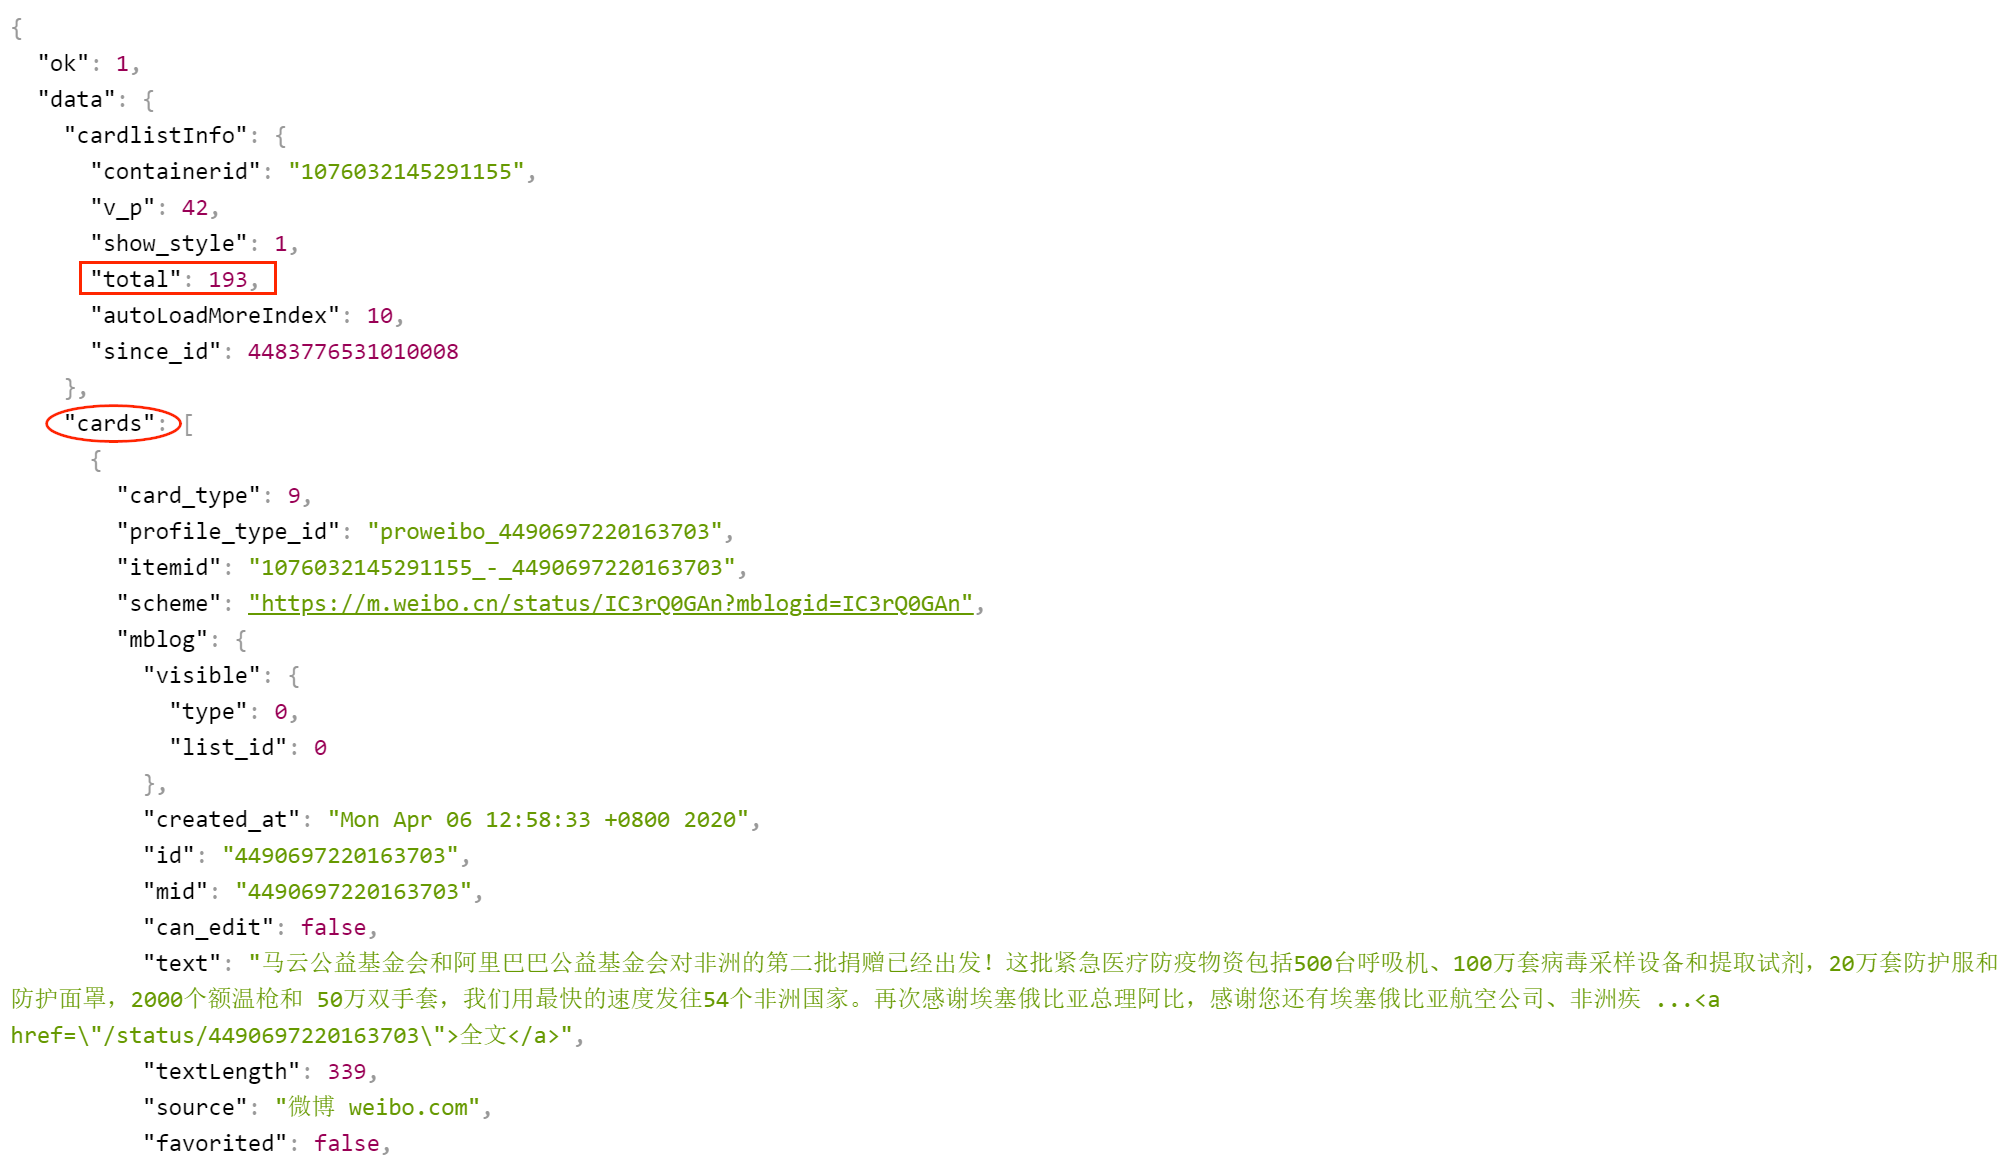 {
"ok": 1,
"data": {
"cardlistInfo": {
"containerid": "1076032145291155",
"v_p": 42,
"show_style": 1,
"total": 193,
"autoLoadMoreIndex": 10,
"since_id": 4483776531010008
},
"cards": [
{
"card_type": 9,
"profile_type_id": "proweibo_4490697220163703",
"itemid": "1076032145291155_-_4490697220163703",
"scheme": "https://m.weibo.cn/status/IC3rQ0GAn?mblogid=IC3rQ0GAn",
"mblog": {
"visible": {
"type": 0,
"list_id": 0
},
"created_at": "Mon Apr 06 12:58:33 +0800 2020",
"id": "4490697220163703",
"mid": "4490697220163703",
"can_edit": false,
"text": "马云公益基金会和阿里巴巴公益基金会对非洲的第二批捐赠已经出发！这批紧急医疗防疫物资包括500台呼吸机、100万套病毒采样设备和提取试剂，20万套防护服和
防护面罩，2000个额温枪和 50万双手套，我们用最快的速度发往54个非洲国家。再次感谢埃塞俄比亚总理阿比，感谢您还有埃塞俄比亚航空公司、非洲疾 ...<a
href=\"/status/4490697220163703\">全文</a>",
"textLength": 339,
"source": "微博 weibo.com",
"favorited": false,